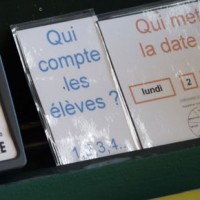 Qui
compte
les
élèves ?
1,2,3,4...
Qui met
la date
lundi
2
E